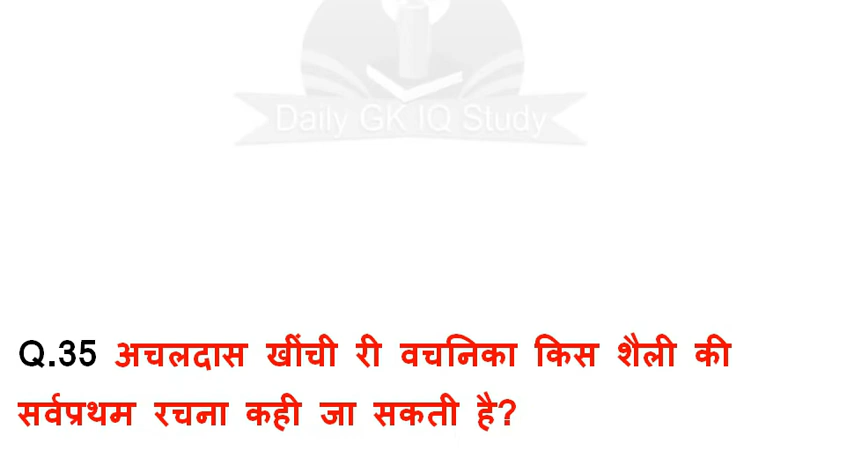 Daily GK IQ Study
Q.35 अचलदास खींची री वचनिका किस शैली की
सर्वप्रथम रचना कही जा सकती है?